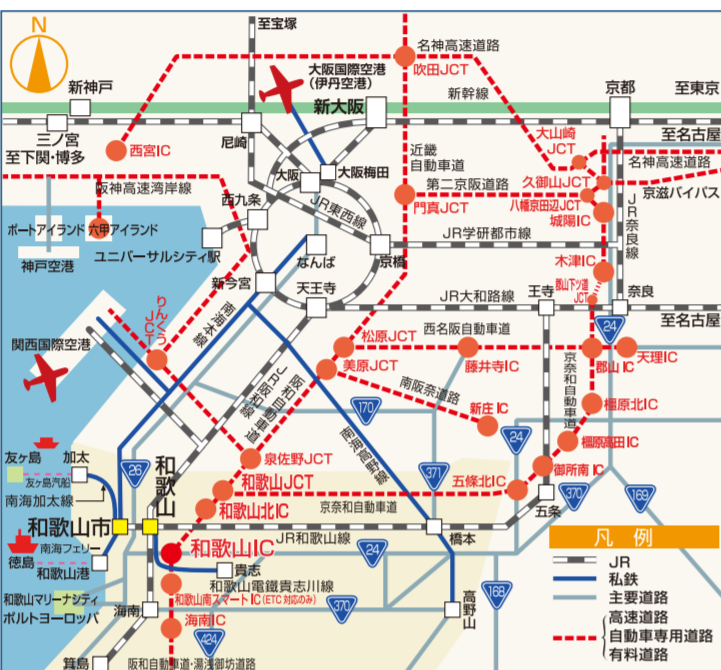 N
至宝塚
名神高速道路
吹田JCT
大阪国際空港
(伊丹空港)
新神戸
新大阪
新幹線
京都
至東京
三ノ宮
至下関・博多
西宮IC
尼崎
大山崎
JCT
至名古屋
名神高速道路
近畿
自動車道
大阪
大阪梅田
第二京阪道路
久御山JCT
京滋バイパス
阪神高速湾岸線
西九条
JR東西線
門真JCT
八幡京田辺JCT
城陽IC
JR奈良線
ポートアイランド
六甲アイランド
神戸空港
ユニバーサルシティ駅
なんば
京橋
JR学研都市線
木津IC
新今宮
天王寺
郡山下ツ道
JCT
りんくう
JCT
南海本線
JR大和路線
王寺
奈良
至名古屋
関西国際空港
松原JCT
西名阪自動車道
24
美原JCT
藤井寺IC
京奈和自動車道
郡山IC
天理IC
阪和自動車道
JR阪和線
南阪奈道路
170
新庄IC
橿原北IC
南海高野線
24
橿原高田IC
泉佐野JCT
友ヶ島
加太
26
和歌山
371
御所南IC
友ヶ島汽船
和歌山JCT
五條北IC
370
169
南海加太線
和歌山北IC
京奈和自動車道
五条
和歌山市
JR和歌山線
橋本
凡例
和歌山IC
24
南海フェリー
徳島
和歌山港
貴志
JR
私鉄
主要道路
高速道路
自動車専用道路
有料道路
和歌山電鐵貴志川線
和歌山マリーナシティ
ポルトヨーロッパ
和歌山南スマートIC(ETC対応のみ)
海南
370
高野山
168
海南IC
424
箕島
阪和自動車道・湯浅御坊道路